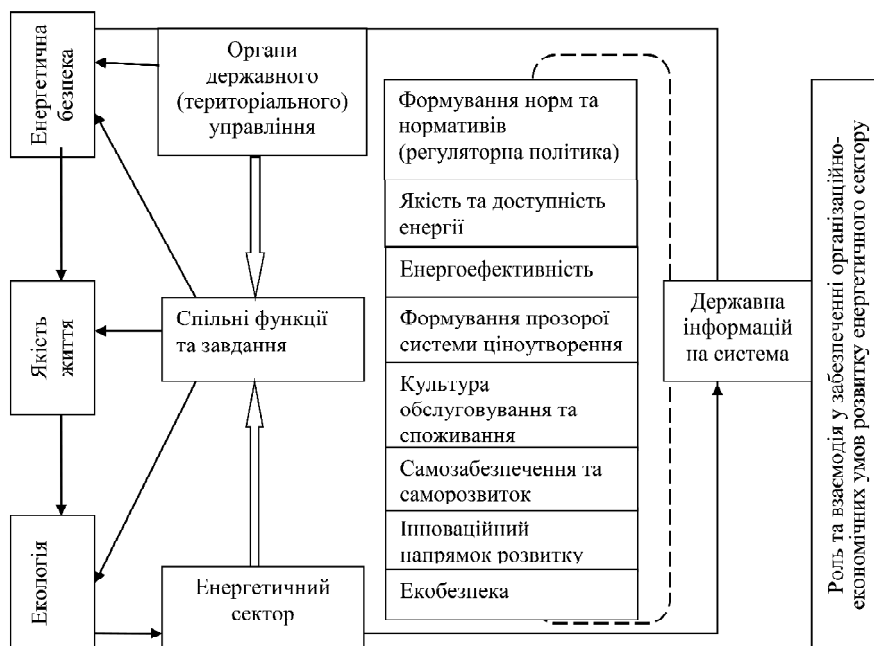 Енергетична
безпека
Якість
життя
Екологія
Органи
державного
(територіального)
управління
Спільні функції
та завдання
Енергетичний
сектор
Формування норм та
нормативів
(регуляторна політика)
Якість та доступність
енергії
Енергоефективність
Формування прозорої
системи ціноутворення
Культура
обслуговування та
споживання
Самозабезпечення та
саморозвиток
Інноваційний
напрямок розвитку
Екобезпека
Державна
інформацій
на система
Роль та взаємодія у забезпеченні організаційно-
економічних умов розвитку енергетичного сектору